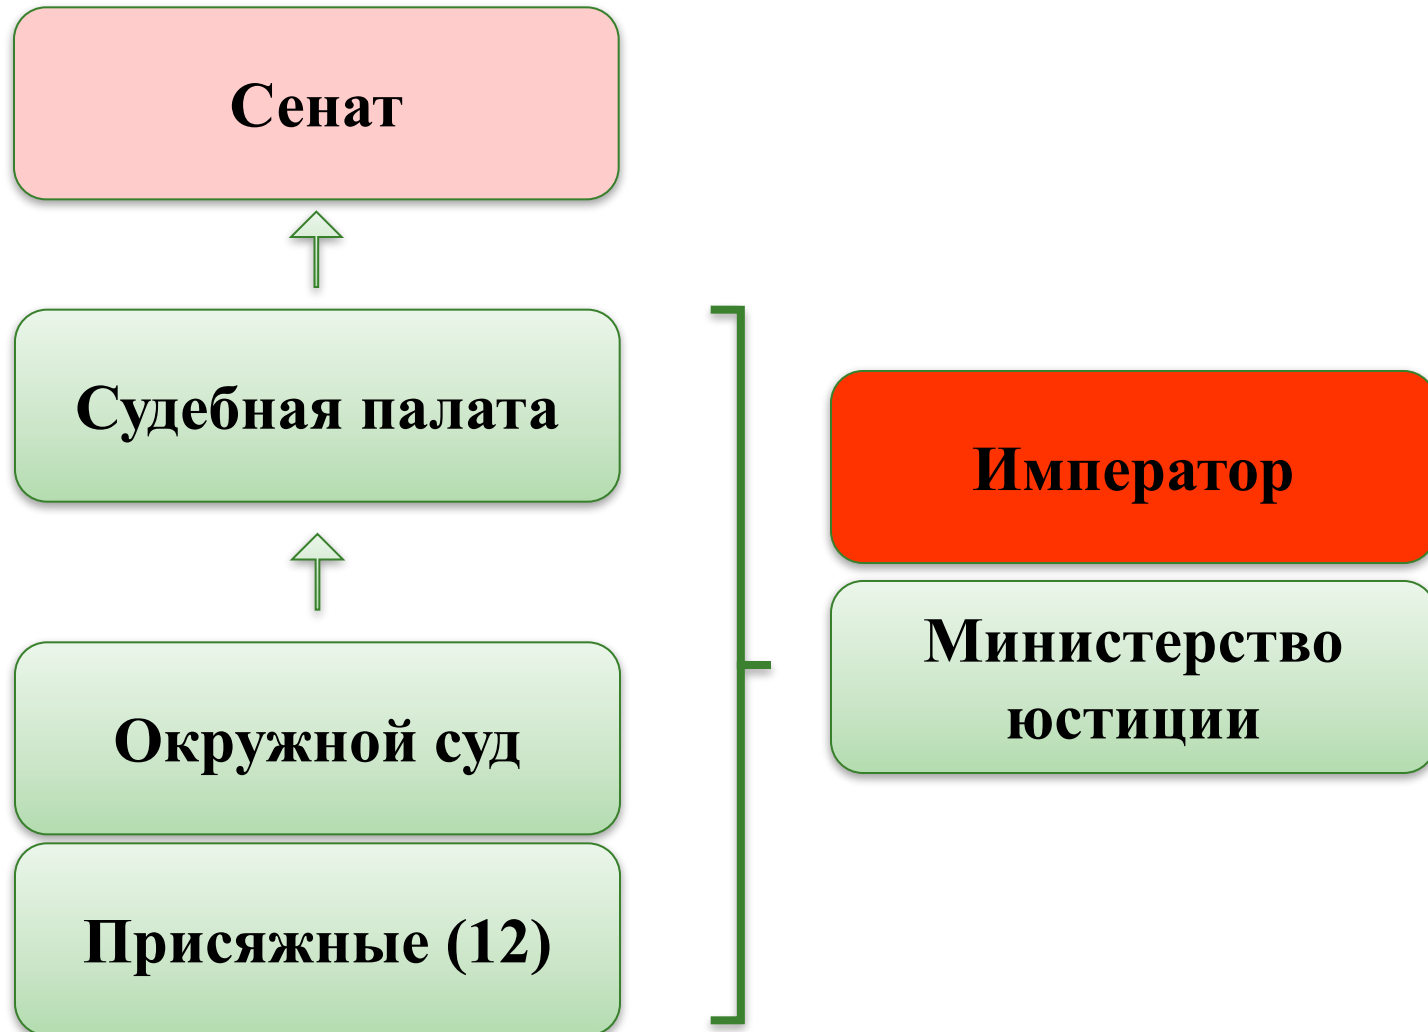 Сенат
Судебная палата
Окружной суд
Присяжные (12)
Император
Министерство
юстиции